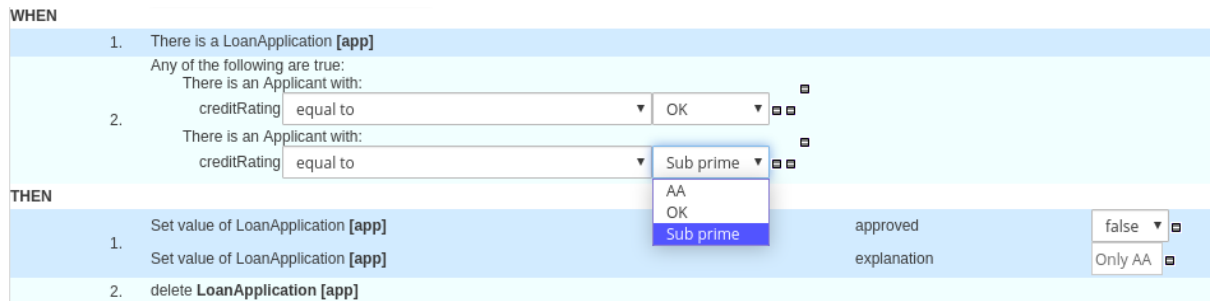 WHEN
1. There is a LoanApplication [app]
Any of the following are true:
There is an Applicant with:
creditRating equal to OK
2.
There is an Applicant with:
creditRating equal to Sub prime
AA
OK
Sub prime
THEN
1.
Set value of LoanApplication [app] approved false
Set value of LoanApplication [app] explanation Only AA
2. delete LoanApplication [app]